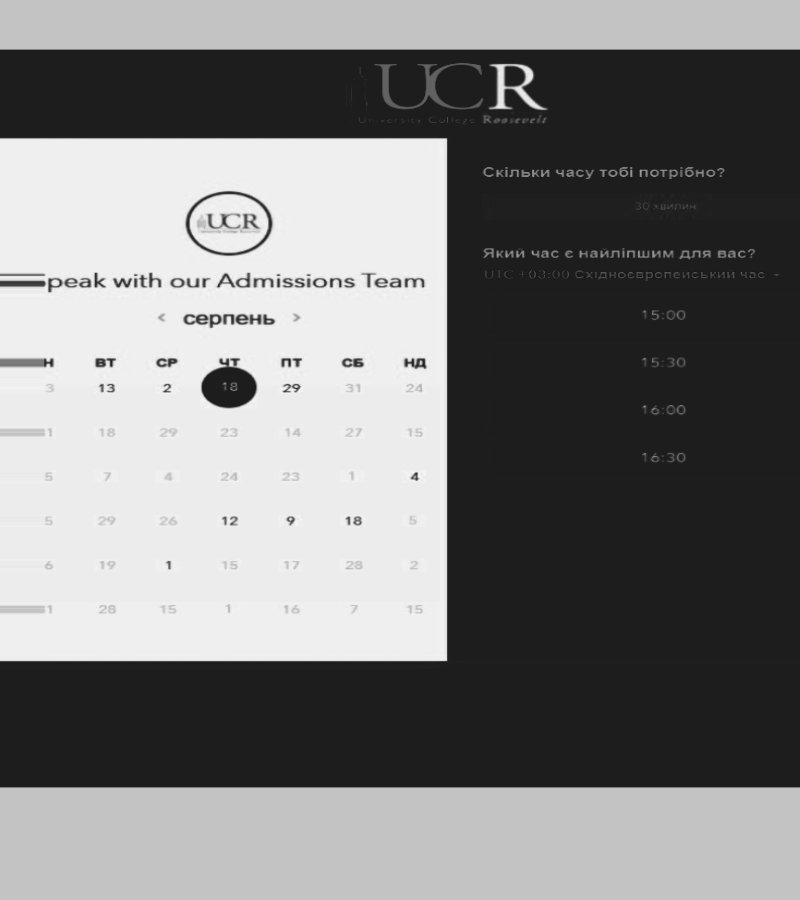 UCR
University College Roosevelt
UCR
peak with our Admissions Team
< серпень >
Н ВТ СР ЧТ ПТ СБ НД
3 13 2 18 29 31 24
1 18 29 23 14 27 15
5 7 4 24 23 1 4
5 29 26 12 9 18 5
6 19 1 15 17 28 2
1 28 15 1 16 7 15
Скільки часу тобі потрібно?
30 хвилин
Який час є найліпшим для вас?
UTC +03:00 Східноєвропейський час
15:00
15:30
16:00
16:30